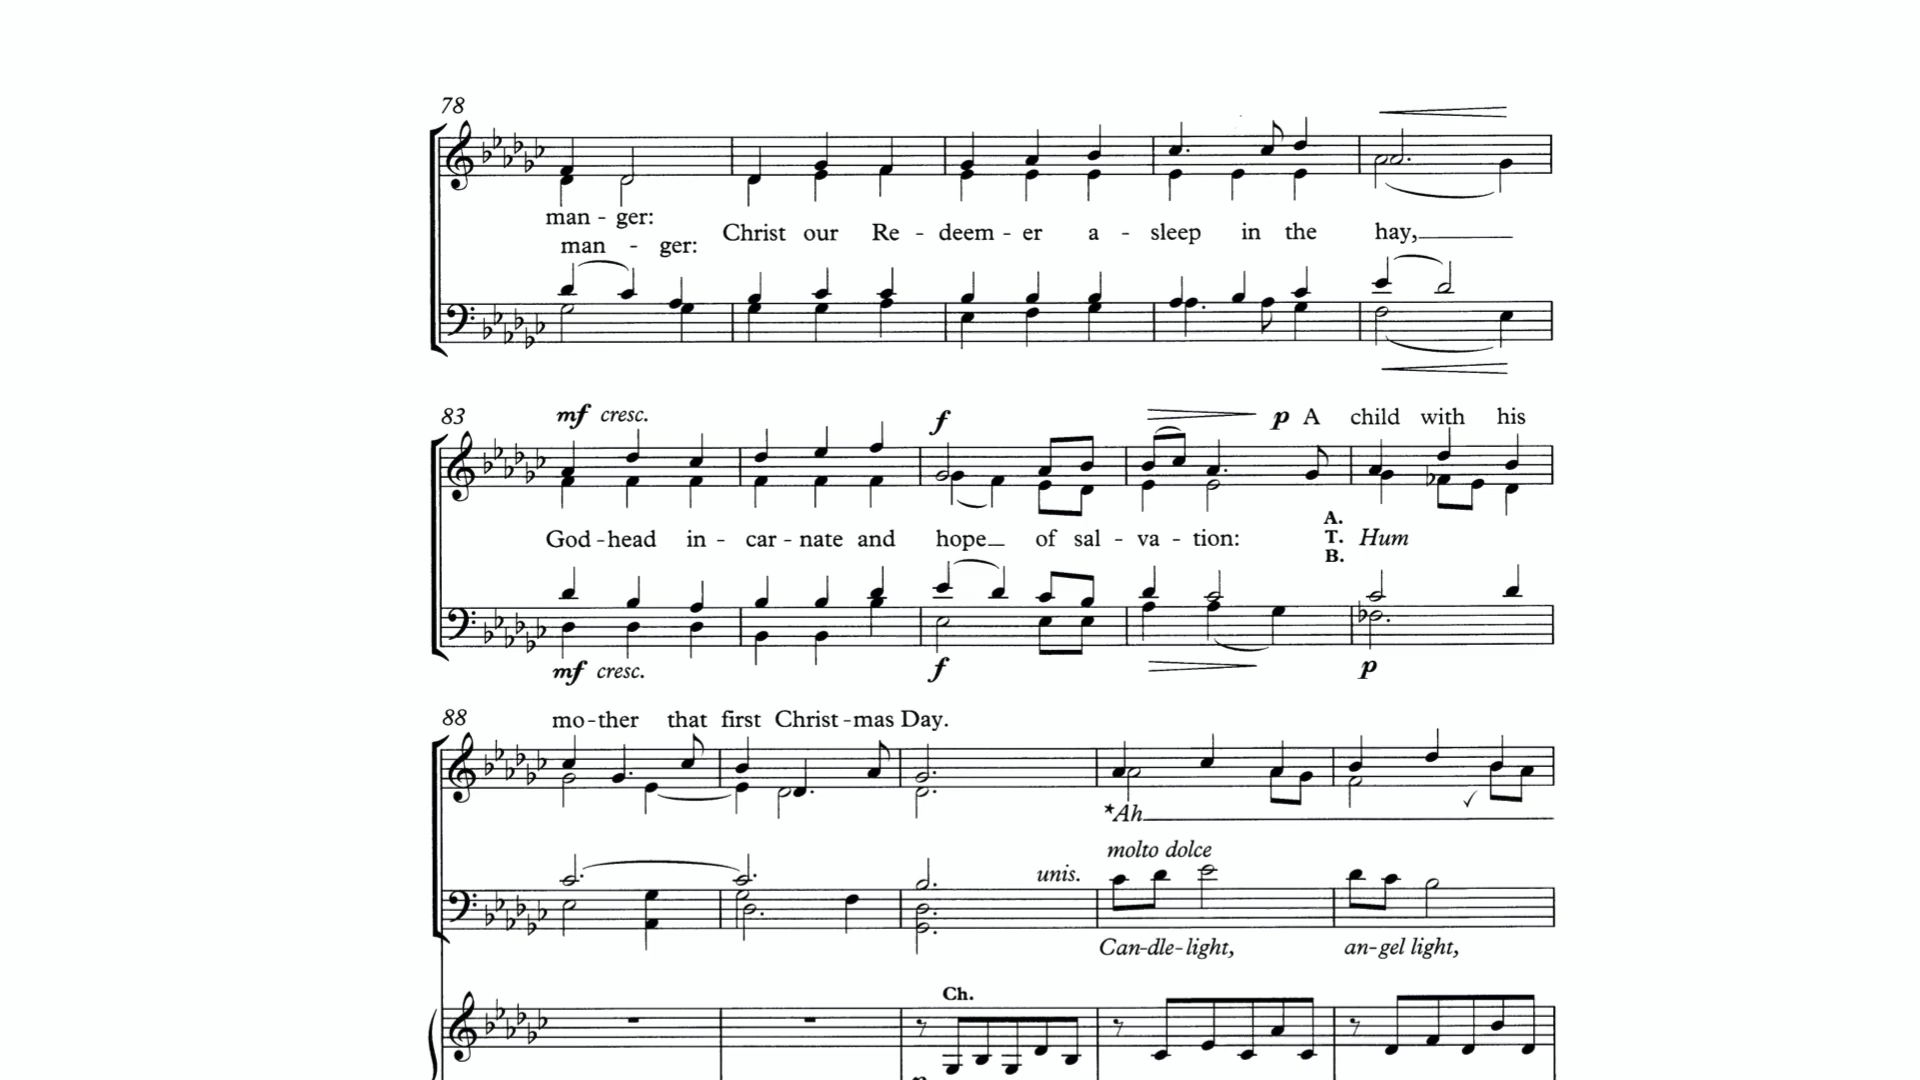 78
man - ger:
Christ our Re - deem - er a - sleep in the hay,
man - ger:
83
mf cresc.
f
p A child with his
God - head in - car - nate and hope of sal - va - tion:
A.
T. Hum
B.
mf cresc.
f
p
88
mo - ther that first Christ - mas Day.
*Ah
molto dolce
unis.
Can - dle - light, an - gel light,
Ch.